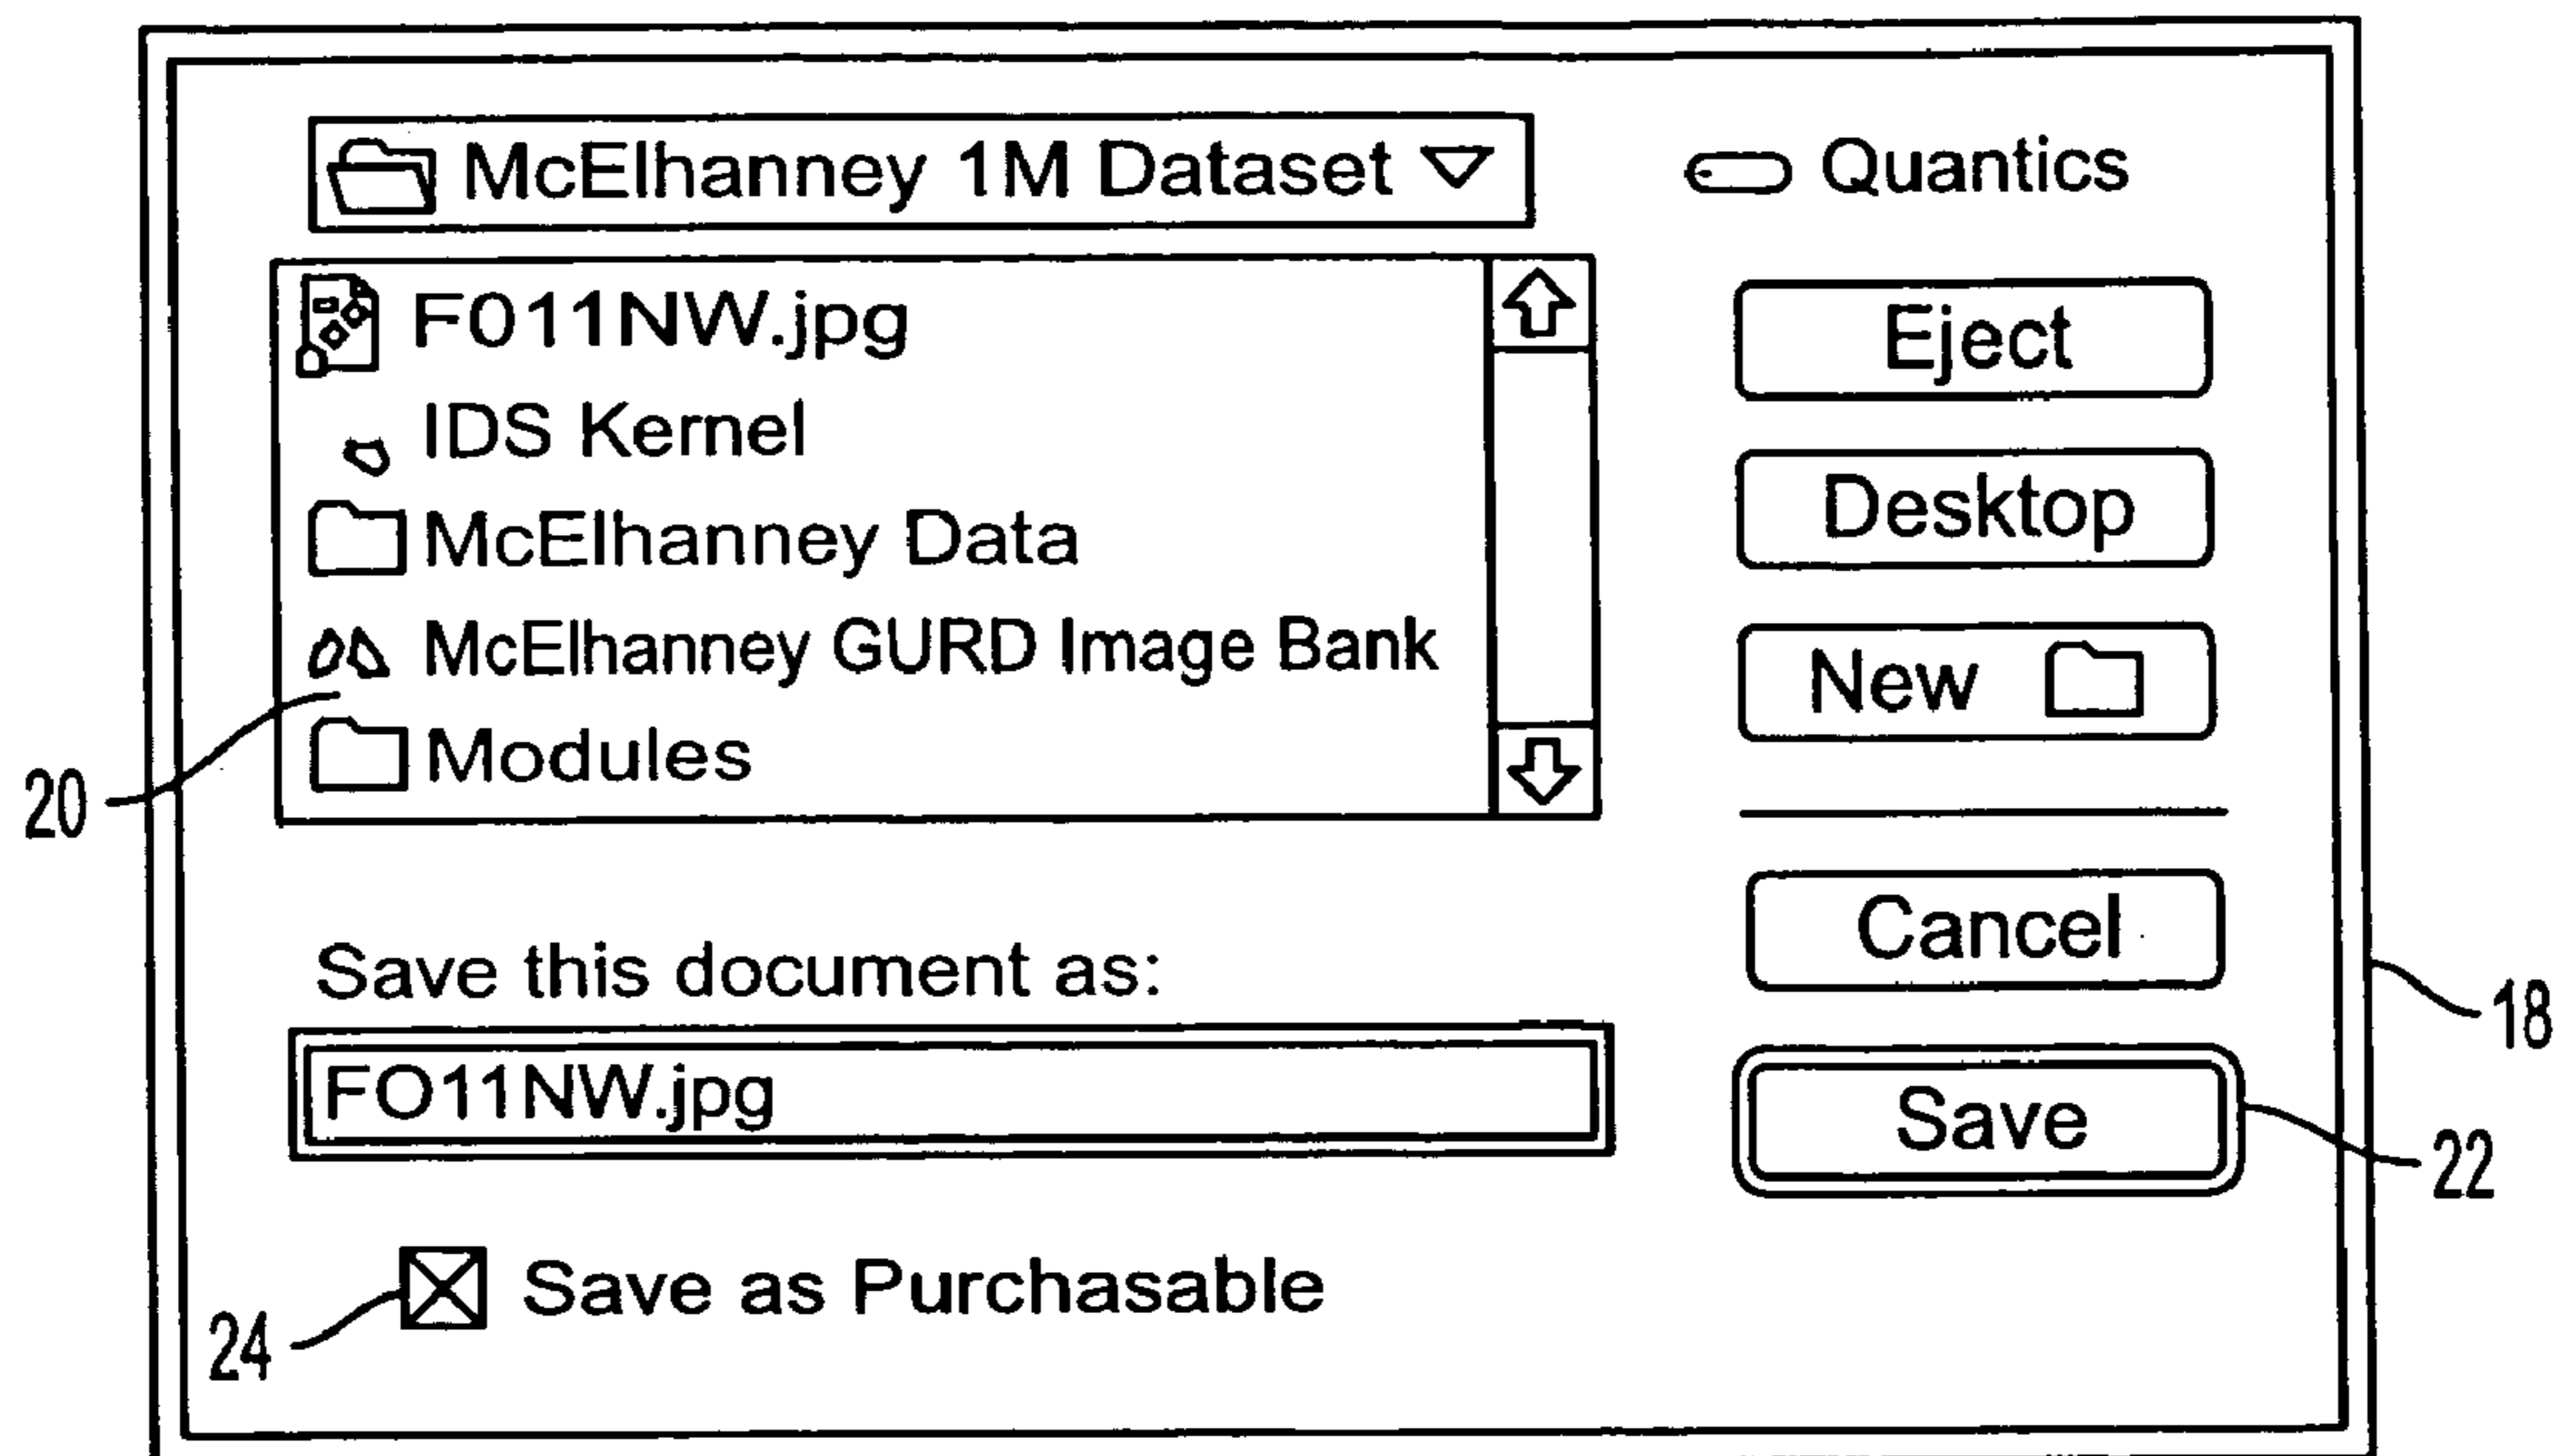 McElhanney 1M Dataset
Quantics
F011NW.jpg
IDS Kernel
McElhanney Data
McElhanney GURD Image Bank
Modules
Eject
Desktop
New
20
Cancel
Save this document as:
18
FO11NW.jpg
Save
22
Save as Purchasable
24